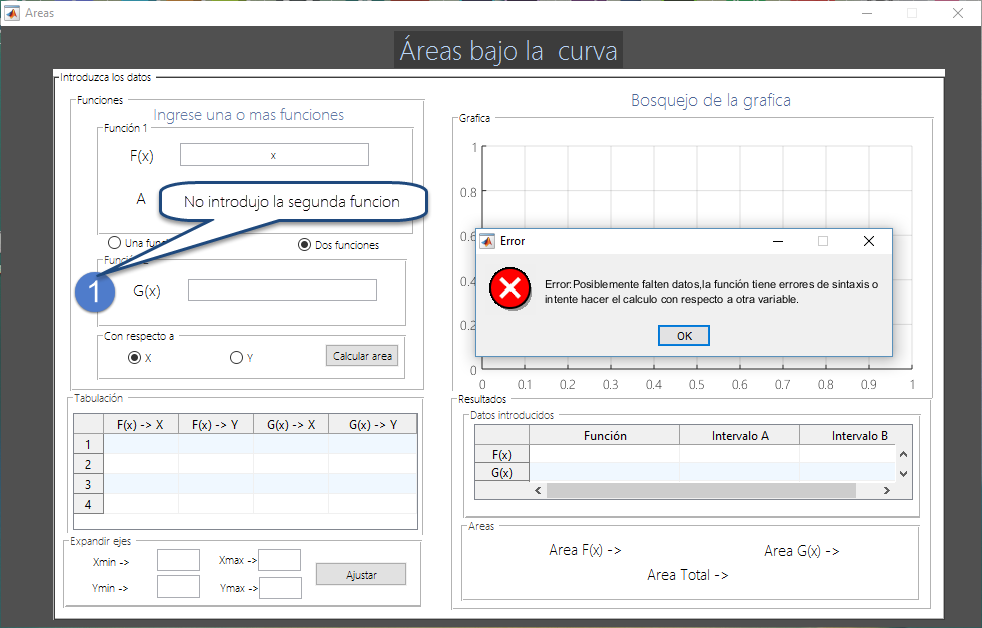 Areas
Áreas bajo la curva
Introduzca los datos
Funciones
Ingrese una o mas funciones
Función 1
F(x)
x
A
No introdujo la segunda funcion
Una
Dos funciones
1
G(x)
Con respecto a
X
Y
Calcular area
Tabulación
F(x) -> X F(x) -> Y G(x) -> X G(x) -> Y
1
2
3
4
Expandir ejes
Xmin -> Xmax ->
Ymin -> Ymax ->
Ajustar
Bosquejo de la grafica
Grafica
1
0.8
0.6
0.4
0.2
0
0 0.1 0.2 0.3 0.4 0.5 0.6 0.7 0.8 0.9 1
Error
Error:Posiblemente falten datos,la función tiene errores de sintaxis o
intente hacer el calculo con respecto a otra variable.
OK
Resultados
Datos introducidos
Función Intervalo A Intervalo B
F(x)
G(x)
Areas
Area F(x) -> Area G(x) ->
Area Total ->